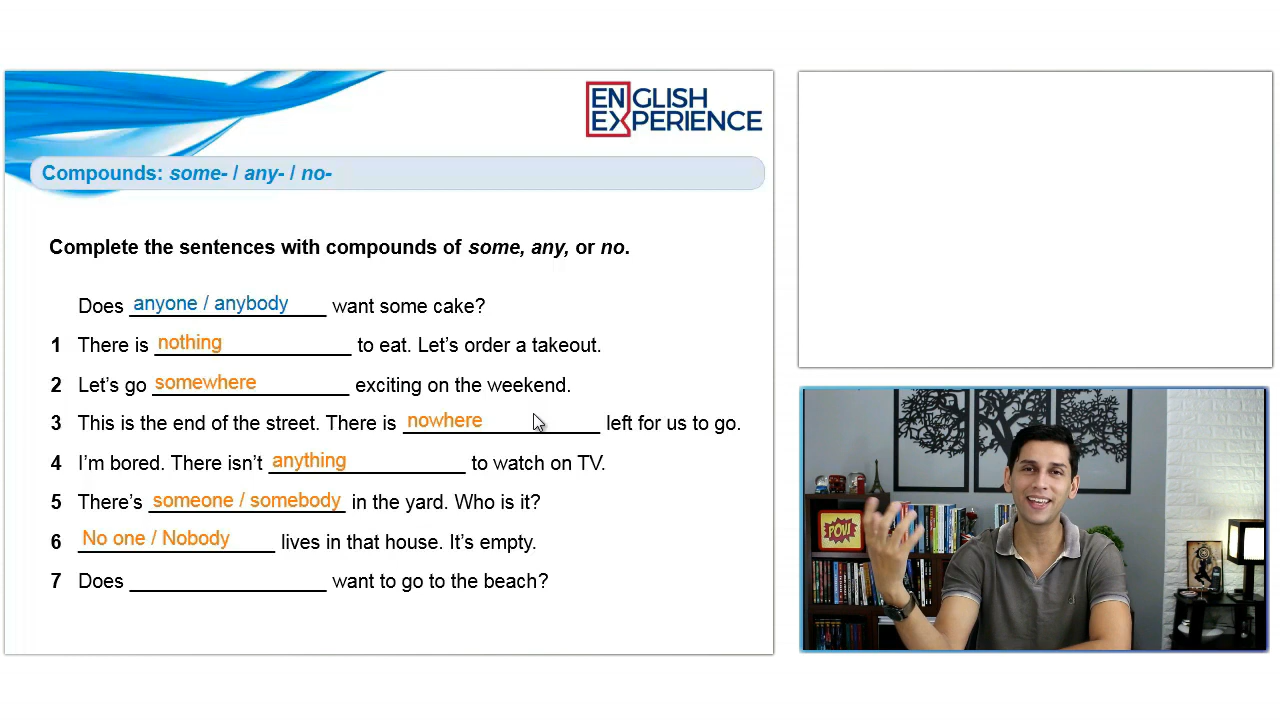 ENGLISH
EXPERIENCE
Compounds: some- / any- / no-
Complete the sentences with compounds of some, any, or no.
Does anyone / anybody want some cake?
1 There is nothing to eat. Let’s order a takeout.
2 Let’s go somewhere exciting on the weekend.
3 This is the end of the street. There is nowhere left for us to go.
4 I’m bored. There isn’t anything to watch on TV.
5 There’s someone / somebody in the yard. Who is it?
6 No one / Nobody lives in that house. It’s empty.
7 Does ____________________ want to go to the beach?
POW!